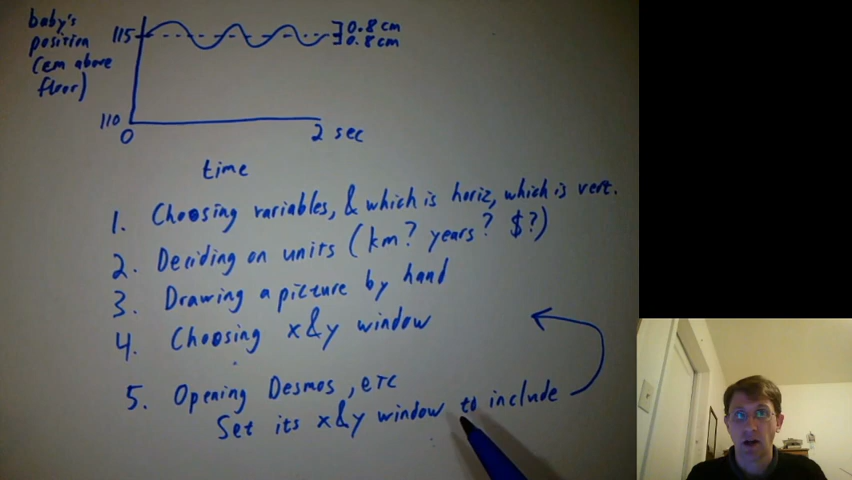 baby's
position
(cm above
floor)
115
0.8 cm
0.8 cm
110
0
2 sec
time
1. Choosing variables, & which is horiz, which is vert.
2. Deciding on units (km? years? $?)
3. Drawing a picture by hand
4. Choosing x & y window
5. Opening Desmos, etc
Set its x & y window to include